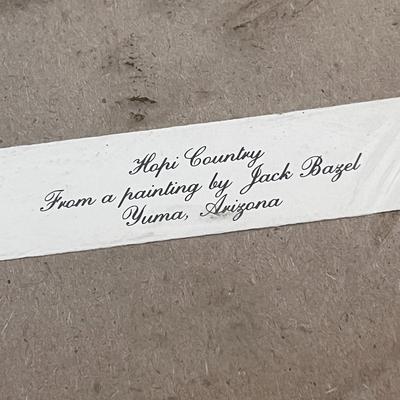 Hopi Country
From a painting by Jack Bazel
Yuma, Arizona